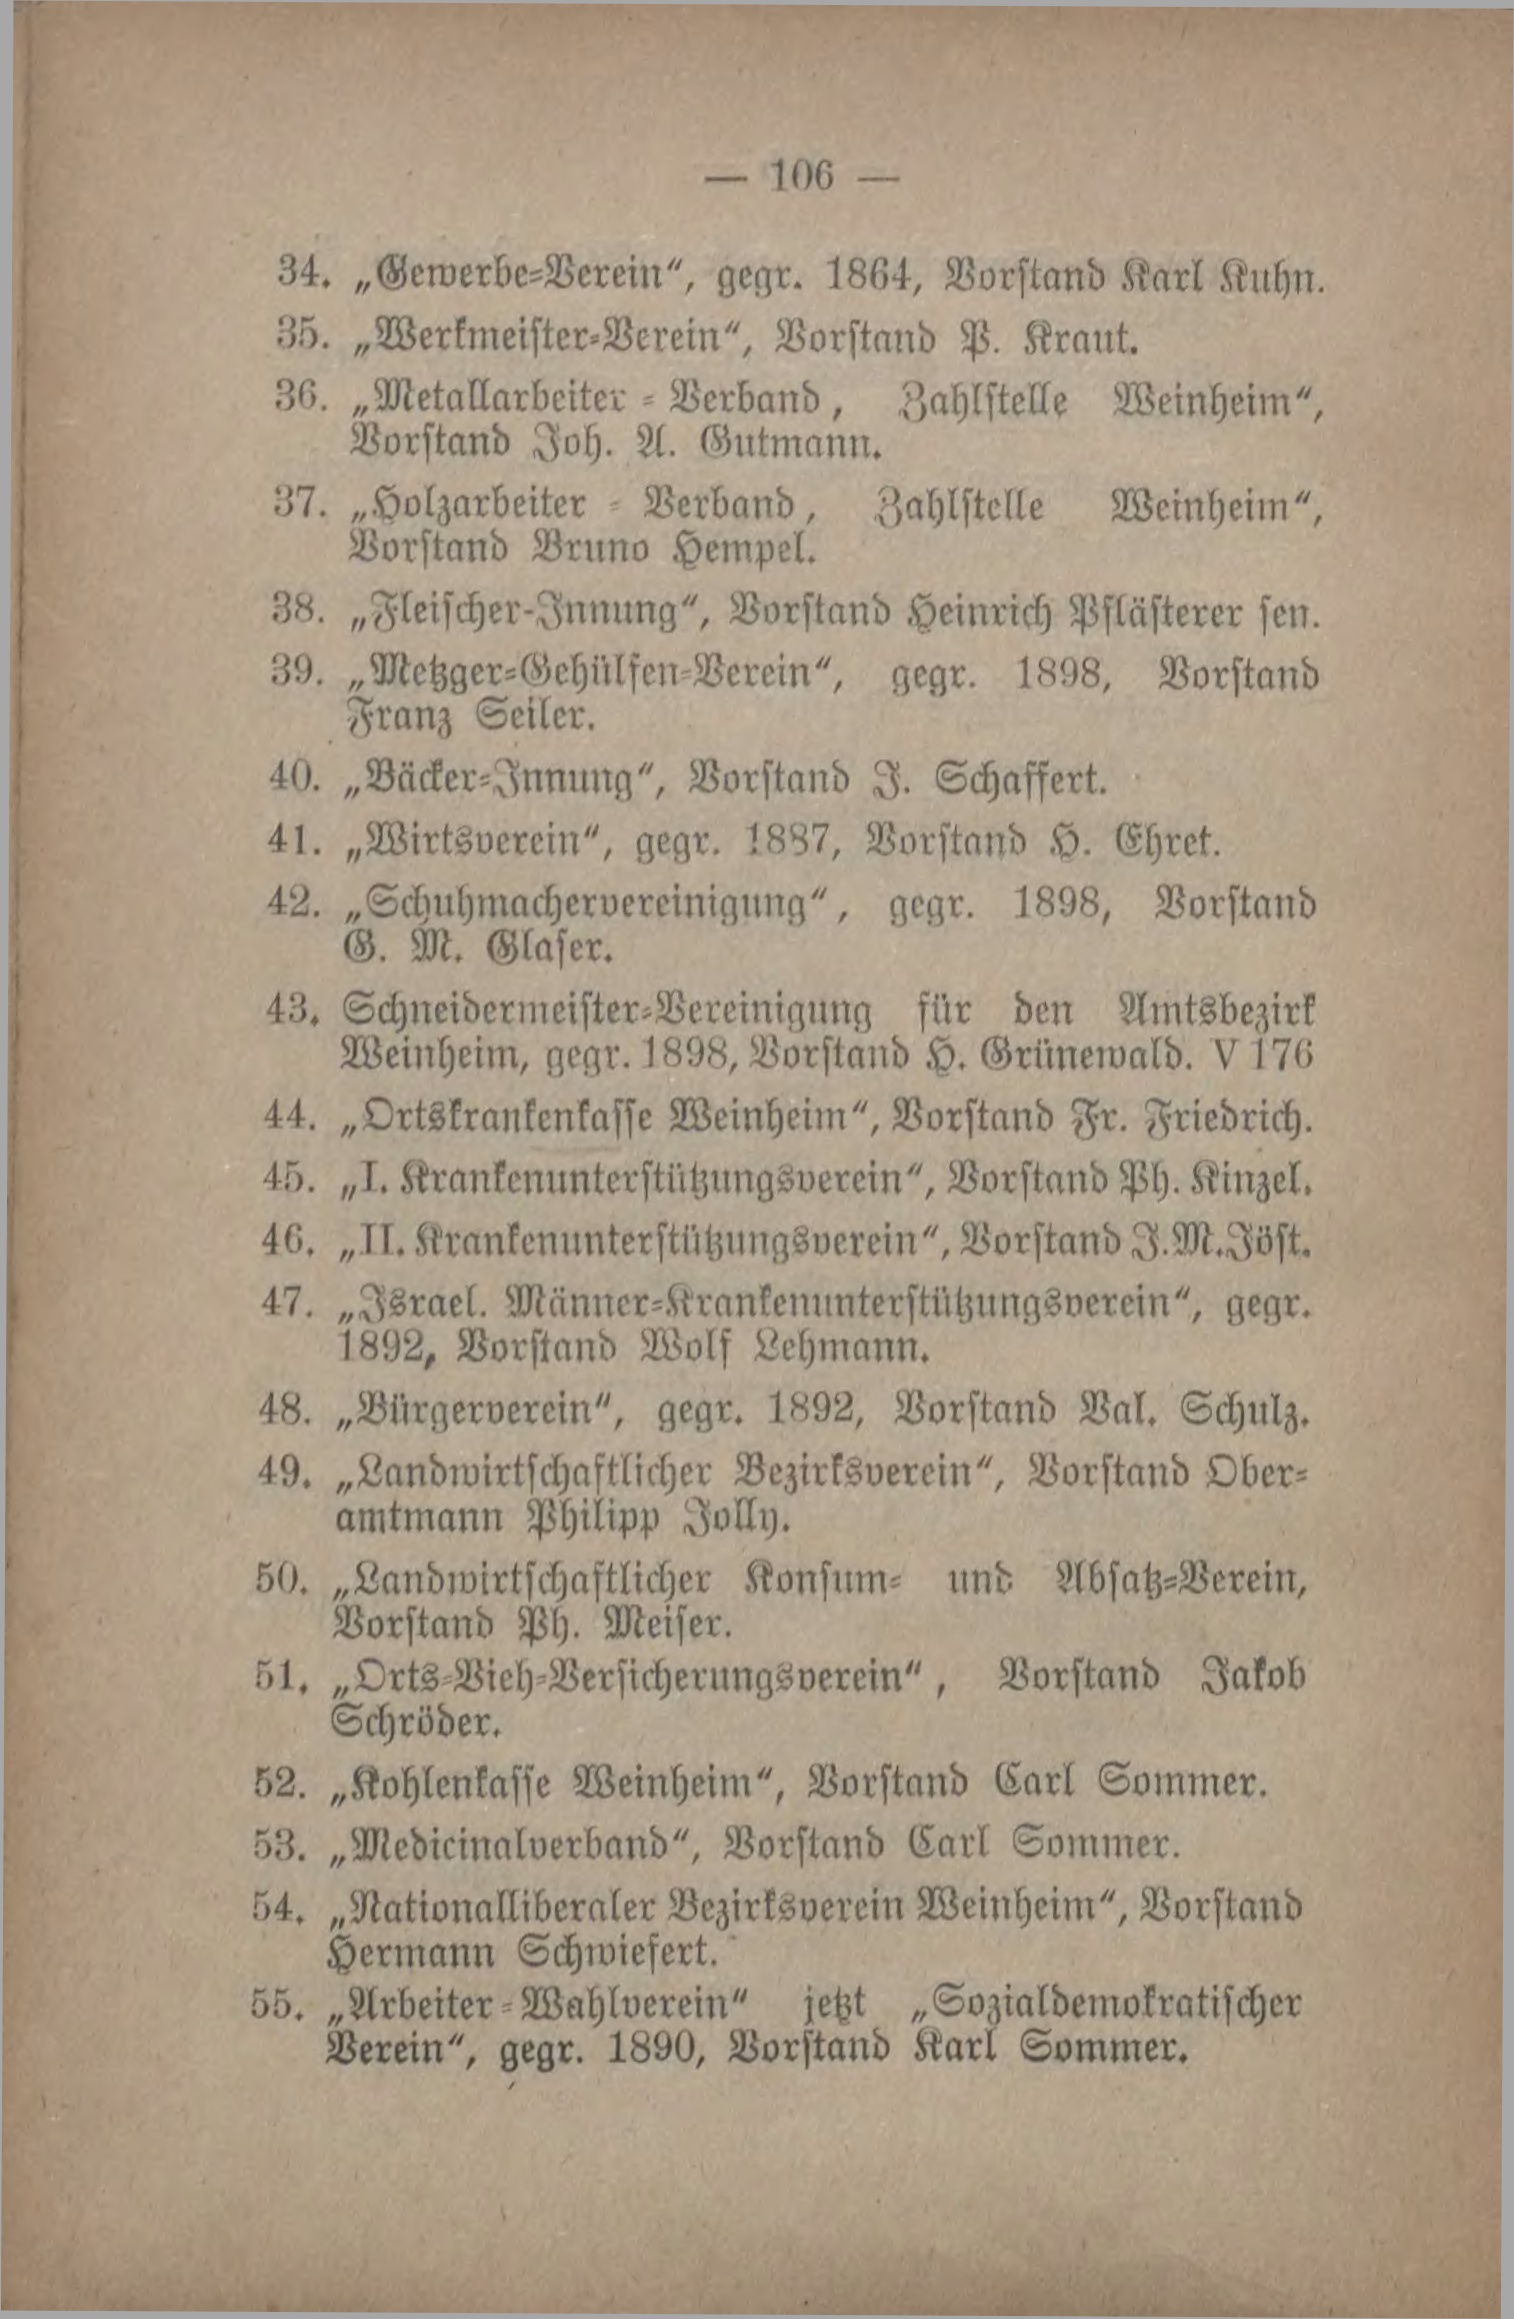 — 106 —
34. „Gewerbe-Verein“, gegr. 1864, Vorstand Karl Kuhn.
35. „Werkmeister-Verein“, Vorstand P. Kraut.
36. „Metallarbeiter - Verband, Zahlstelle Weinheim“,
Vorstand Joh. A. Gutmann.
37. „Holzarbeiter - Verband, Zahlstelle Weinheim“,
Vorstand Bruno Hempel.
38. „Fleischer-Innung“, Vorstand Heinrich Pflästerer sen.
39. „Metzger-Gehülfen-Verein“, gegr. 1898, Vorstand
Franz Seiler.
40. „Bäcker-Innung“, Vorstand J. Schaffert.
41. „Wirtsverein“, gegr. 1887, Vorstand H. Ehret.
42. „Schuhmachervereinigung“, gegr. 1898, Vorstand
G. M. Glaser.
43. Schneidermeister-Vereinigung für den Amtsbezirk
Weinheim, gegr. 1898, Vorstand H. Grünewald. V 176
44. „Ortskrankenkasse Weinheim“, Vorstand Fr. Friedrich.
45. „I. Krankenunterstützungsverein“, Vorstand Ph. Kinzel.
46. „II. Krankenunterstützungsverein“, Vorstand J. M. Jöst.
47. „Israel. Männer-Krankenunterstützungsverein“, gegr.
1892, Vorstand Wolf Lehmann.
48. „Bürgerverein“, gegr. 1892, Vorstand Val. Schulz.
49. „Landwirtschaftlicher Bezirksverein“, Vorstand Ober-
amtmann Philipp Jolly.
50. „Landwirtschaftlicher Konsum- und Absatz-Verein,
Vorstand Ph. Meiser.
51. „Orts-Vieh-Versicherungsverein“, Vorstand Jakob
Schröder.
52. „Kohlenkasse Weinheim“, Vorstand Carl Sommer.
53. „Medicinalverband“, Vorstand Carl Sommer.
54. „Nationalliberaler Bezirksverein Weinheim“, Vorstand
Hermann Schwiefert.
55. „Arbeiter-Wahlverein“ jetzt „Sozialdemokratischer
Verein“, gegr. 1890, Vorstand Karl Sommer.